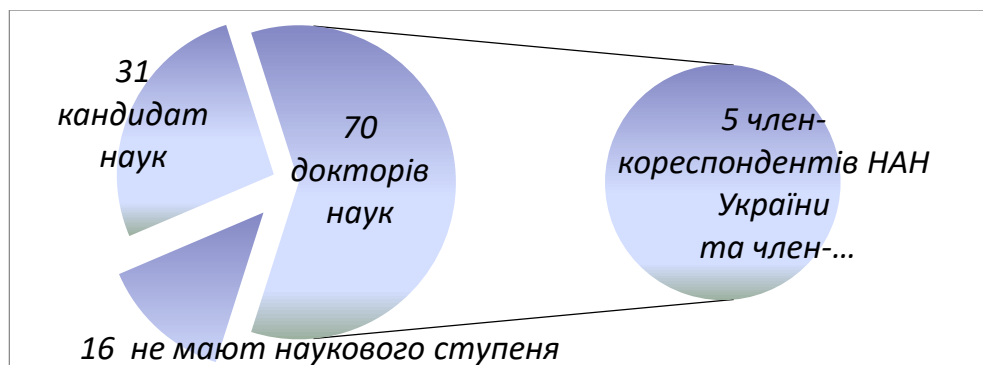 31
кандидат
наук
70
докторів
наук
5 член-
кореспондентів НАН
України
та член-...
16 не мают наукового ступеня